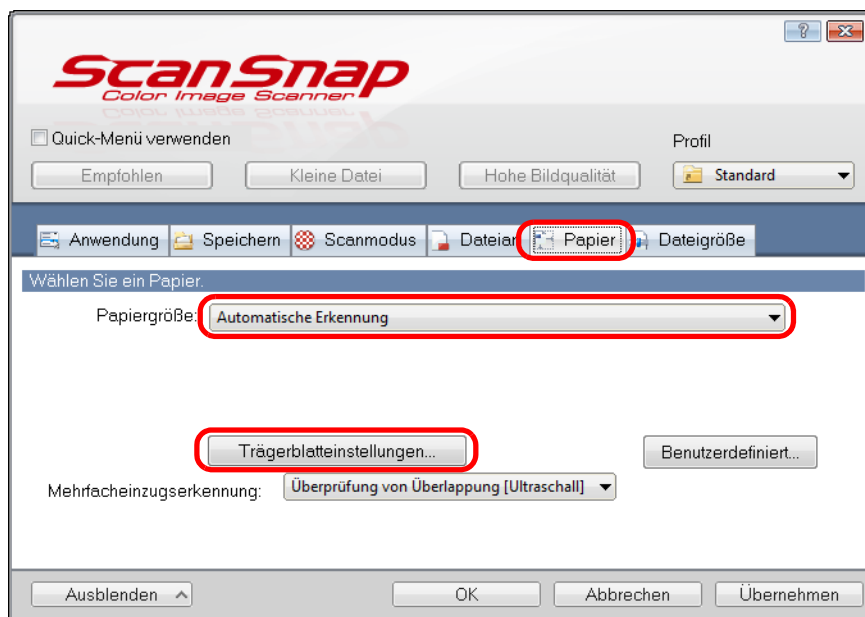 ScanSnap
Color Image Scanner
Quick-Menü verwenden
Profil
Empfohlen Kleine Datei Hohe Bildqualität Standard
Anwendung Speichern Scanmodus Dateiar Papier Dateigröße
Wählen Sie ein Papier.
Papiergröße: Automatische Erkennung
Trägerblatteinstellungen... Benutzerdefiniert...
Mehrfacheinzugserkennung: Überprüfung von Überlappung [Ultraschall]
Ausblenden OK Abbrechen Übernehmen